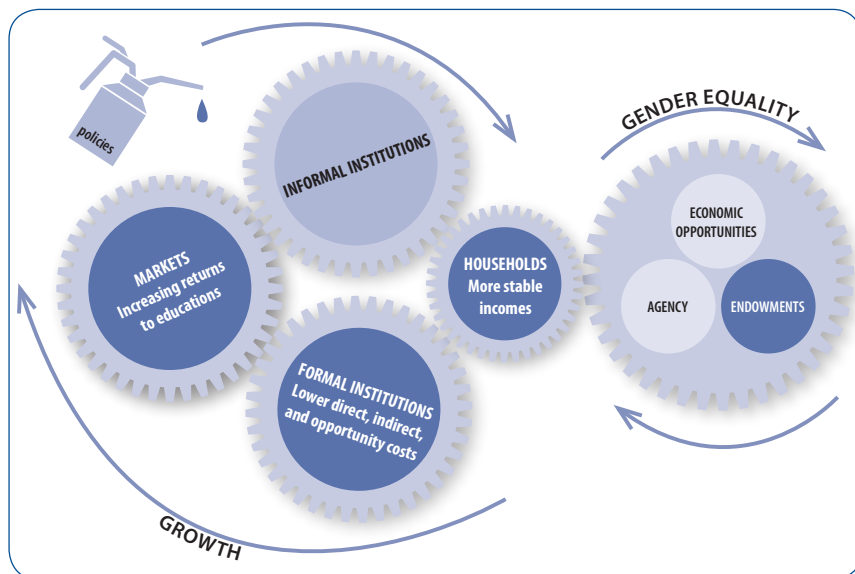 policies
INFORMAL INSTITUTIONS
MARKETS
Increasing returns
to educations
HOUSEHOLDS
More stable
incomes
FORMAL INSTITUTIONS
Lower direct, indirect,
and opportunity costs
GROWTH
GENDER EQUALITY
ECONOMIC
OPPORTUNITIES
AGENCY
ENDOWMENTS